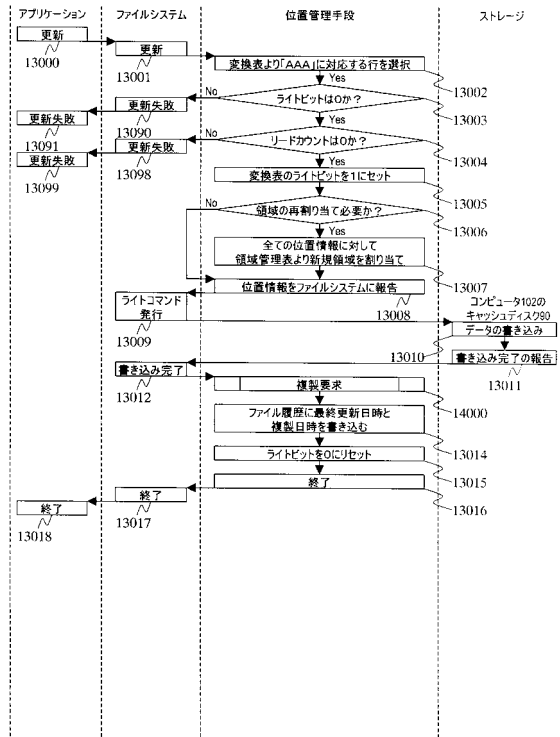 アプリケーション
ファイルシステム
位置管理手段
ストレージ
更新
13000
更新
13001
変換表より「AAA」に対応する行を選択
13002
Yes
ライトビットは0か?
No
13003
更新失敗
13090
更新失敗
13091
Yes
リードカウントは0か?
No
13004
更新失敗
13098
更新失敗
13099
Yes
変換表のライトビットを1にセット
13005
領域の再割り当て必要か?
No
13006
Yes
全ての位置情報に対して
領域管理表より新規領域を割り当て
13007
位置情報をファイルシステムに報告
13008
ライトコマンド
発行
13009
コンピュータ102の
キャッシュディスク90
データの書き込み
13010
書き込み完了の報告
13011
書き込み完了
13012
複製要求
14000
ファイル履歴に最終更新日時と
複製日時を書き込む
13014
ライトビットを0にリセット
13015
終了
13016
終了
13017
終了
13018